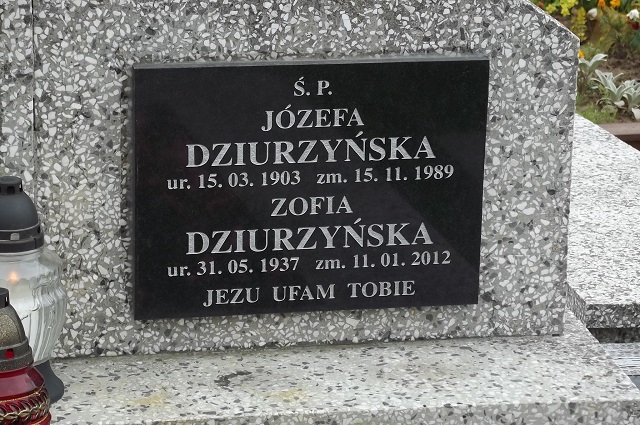 Ś. P.
JÓZEFA
DZIURZYŃSKA
ur. 15. 03. 1903 zm. 15. 11. 1989
ZOFIA
DZIURZYŃSKA
ur. 31. 05. 1937 zm. 11. 01. 2012
JEZU UFAM TOBIE